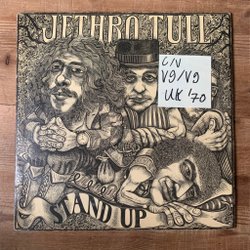 JETHRO TULL
C/V
VG/VG
UK '70
STAND UP